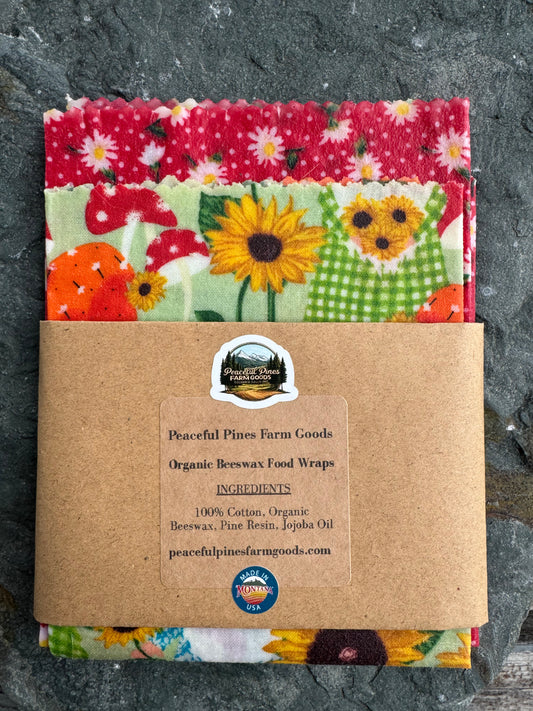 Peaceful Pines
FARM GOODS
Peaceful Pines Farm Goods
Organic Beeswax Food Wraps
INGREDIENTS
100% Cotton, Organic
Beeswax, Pine Resin, Jojoba Oil
peacefulpinesfarmgoods.com
MADE IN
MONTANA
USA